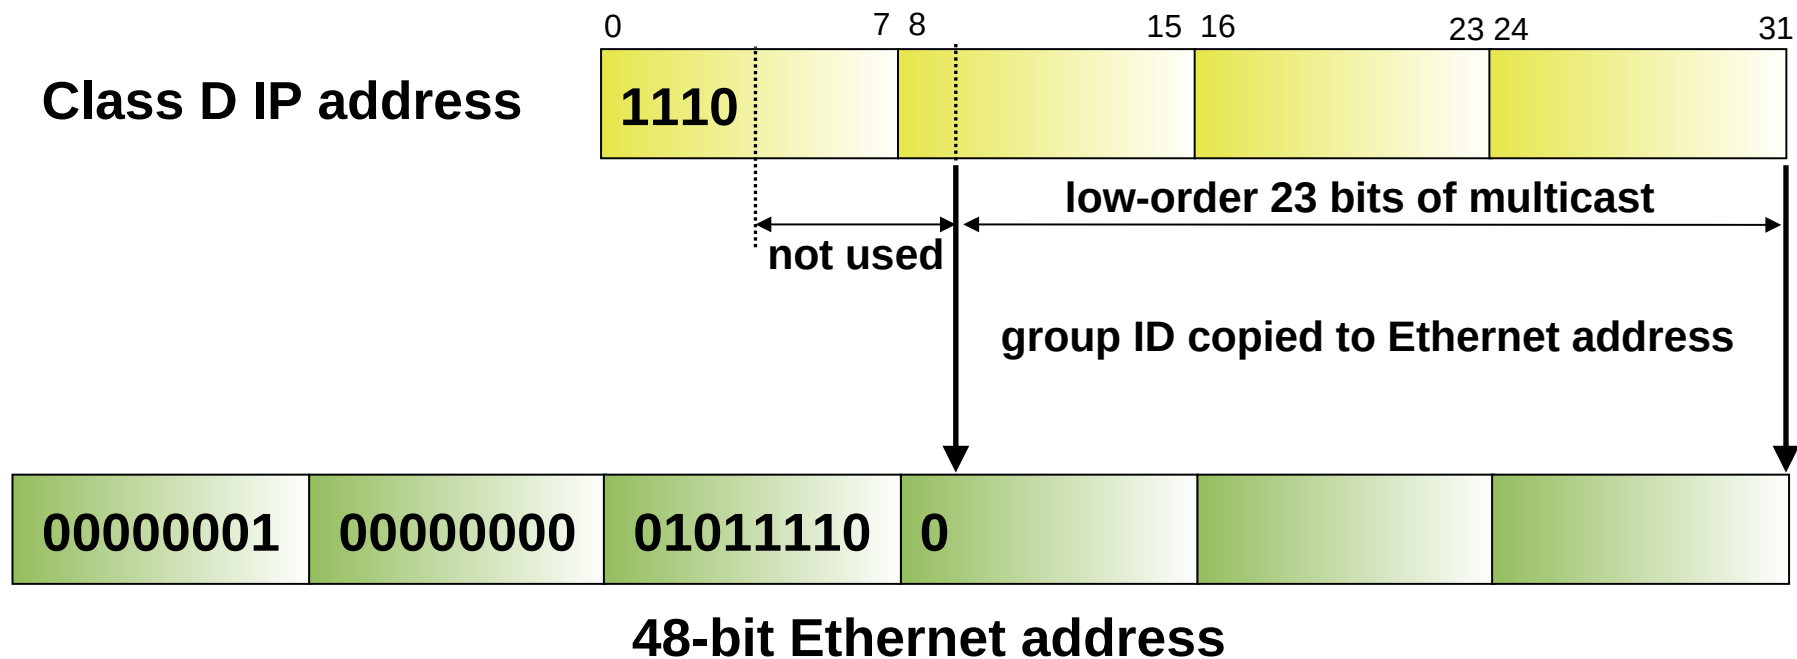 0 7 8 15 16 23 24 31
Class D IP address
1110
low-order 23 bits of multicast
not used
group ID copied to Ethernet address
00000001 00000000 01011110 0
48-bit Ethernet address